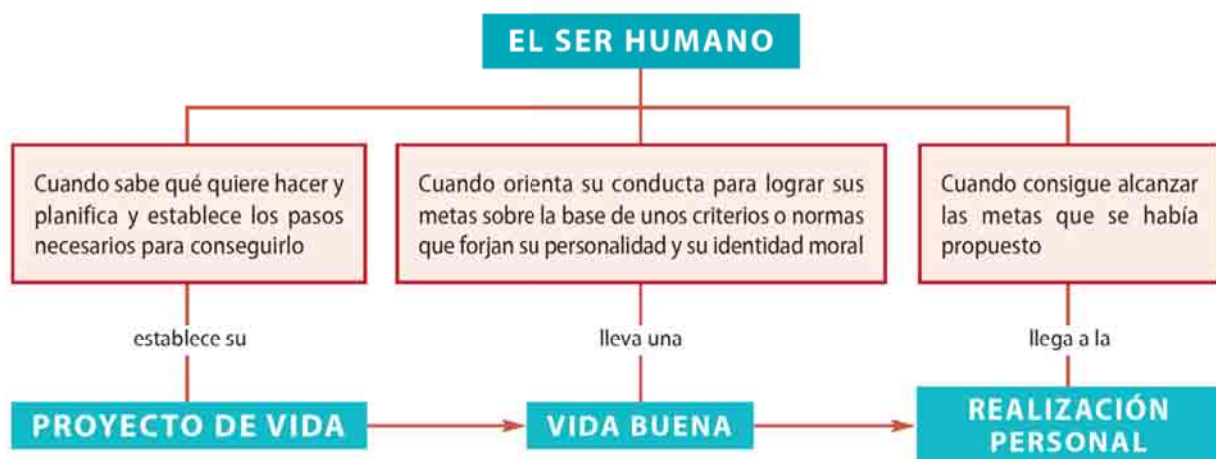 EL SER HUMANO
Cuando sabe qué quiere hacer y
planifica y establece los pasos
necesarios para conseguirlo
Cuando orienta su conducta para lograr sus
metas sobre la base de unos criterios o normas
que forjan su personalidad y su identidad moral
Cuando consigue alcanzar
las metas que se había
propuesto
establece su
lleva una
llega a la
PROYECTO DE VIDA
VIDA BUENA
REALIZACIÓN
PERSONAL